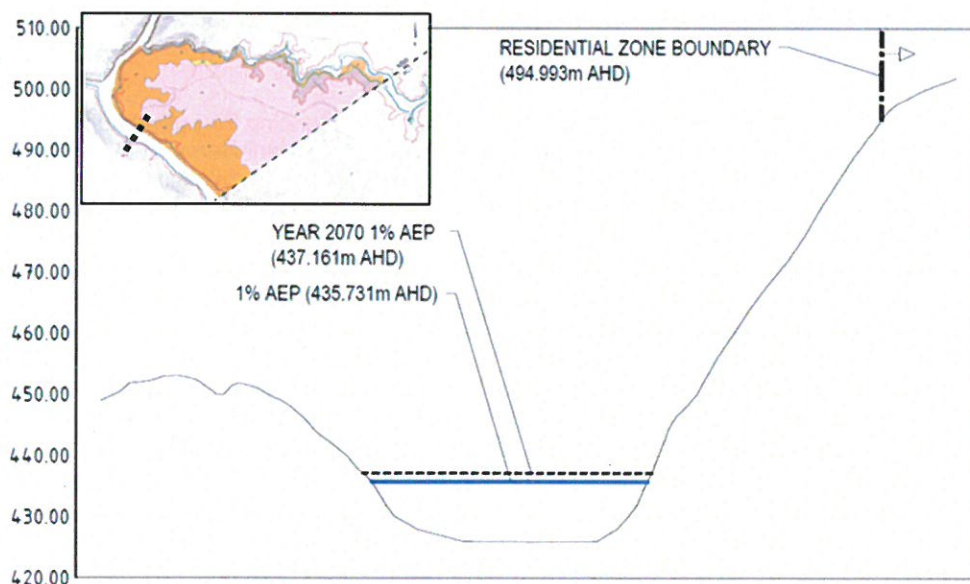 510.00
500.00
490.00
480.00
470.00
460.00
450.00
440.00
430.00
420.00
RESIDENTIAL ZONE BOUNDARY
(494.993m AHD)
YEAR 2070 1% AEP
(437.161m AHD)
1% AEP (435.731m AHD)